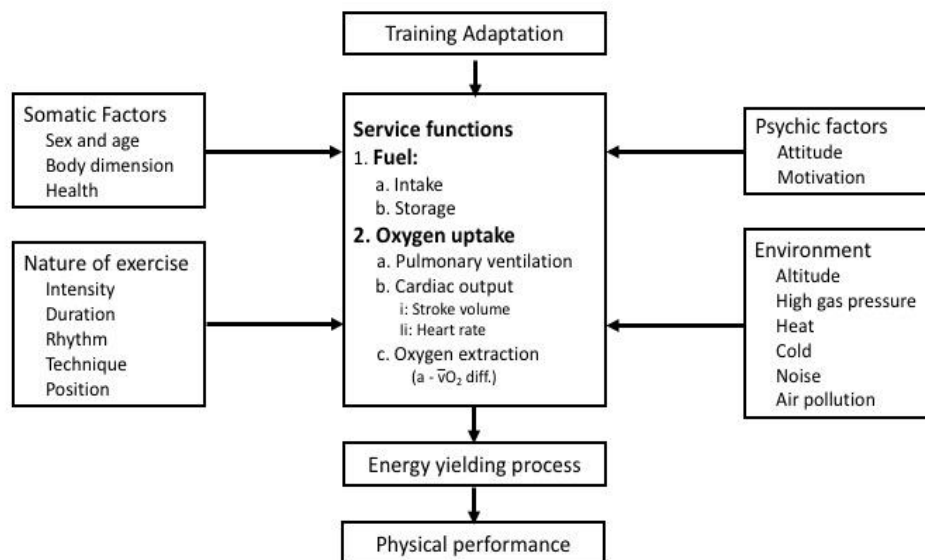 Training Adaptation
Somatic Factors
Sex and age
Body dimension
Health
Nature of exercise
Intensity
Duration
Rhythm
Technique
Position
Service functions
1. Fuel:
a. Intake
b. Storage
2. Oxygen uptake
a. Pulmonary ventilation
b. Cardiac output
i: Stroke volume
Ii: Heart rate
c. Oxygen extraction
(a - v̅O₂ diff.)
Psychic factors
Attitude
Motivation
Environment
Altitude
High gas pressure
Heat
Cold
Noise
Air pollution
Energy yielding process
Physical performance